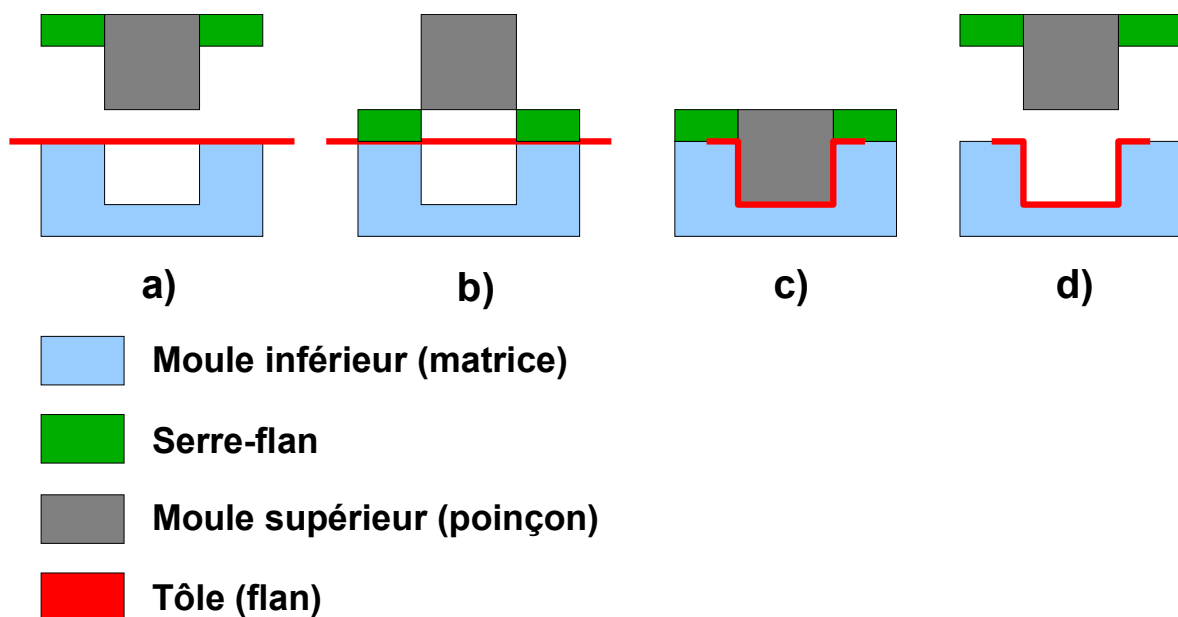 a)
b)
c)
d)
Moule inférieur (matrice)
Serre-flan
Moule supérieur (poinçon)
Tôle (flan)